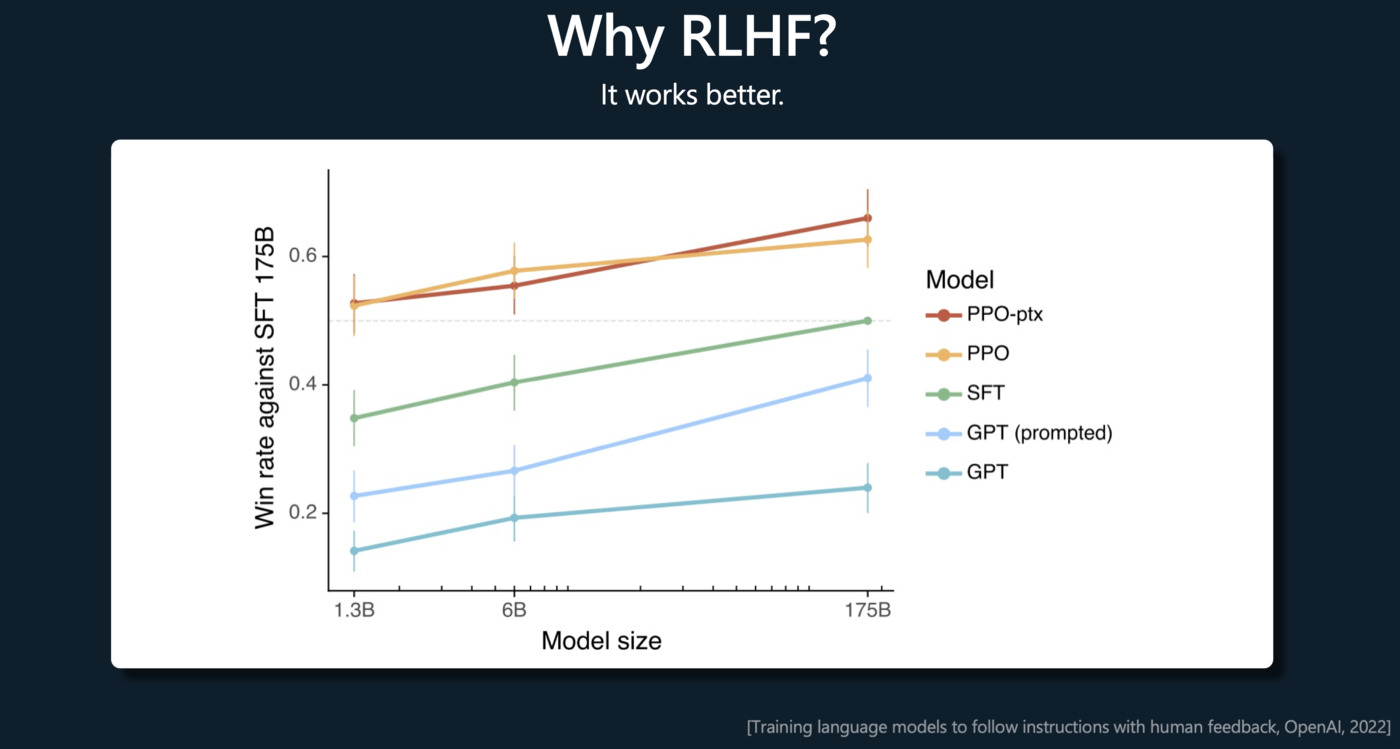 Why RLHF?
It works better.
Win rate against SFT 175B
0.6
0.4
0.2
1.3B
6B
175B
Model size
Model
PPO-ptx
PPO
SFT
GPT (prompted)
GPT
[Training language models to follow instructions with human feedback, OpenAI, 2022]